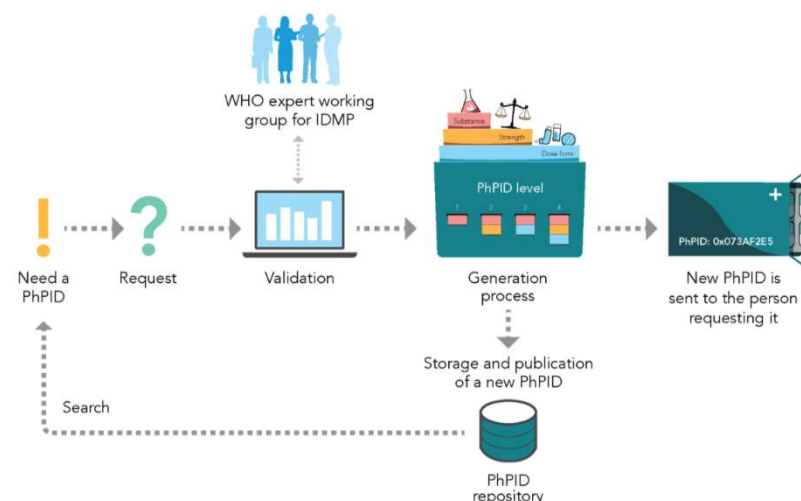 WHO expert working
group for IDMP
Substance
Strength
Dose form
PhPID level
1 2 3 4
PhPID: 0x073AF2E5
Need a
PhPID
Request
Validation
Generation
process
New PhPID is
sent to the person
requesting it
Storage and publication
of a new PhPID
Search
PhPID
repository